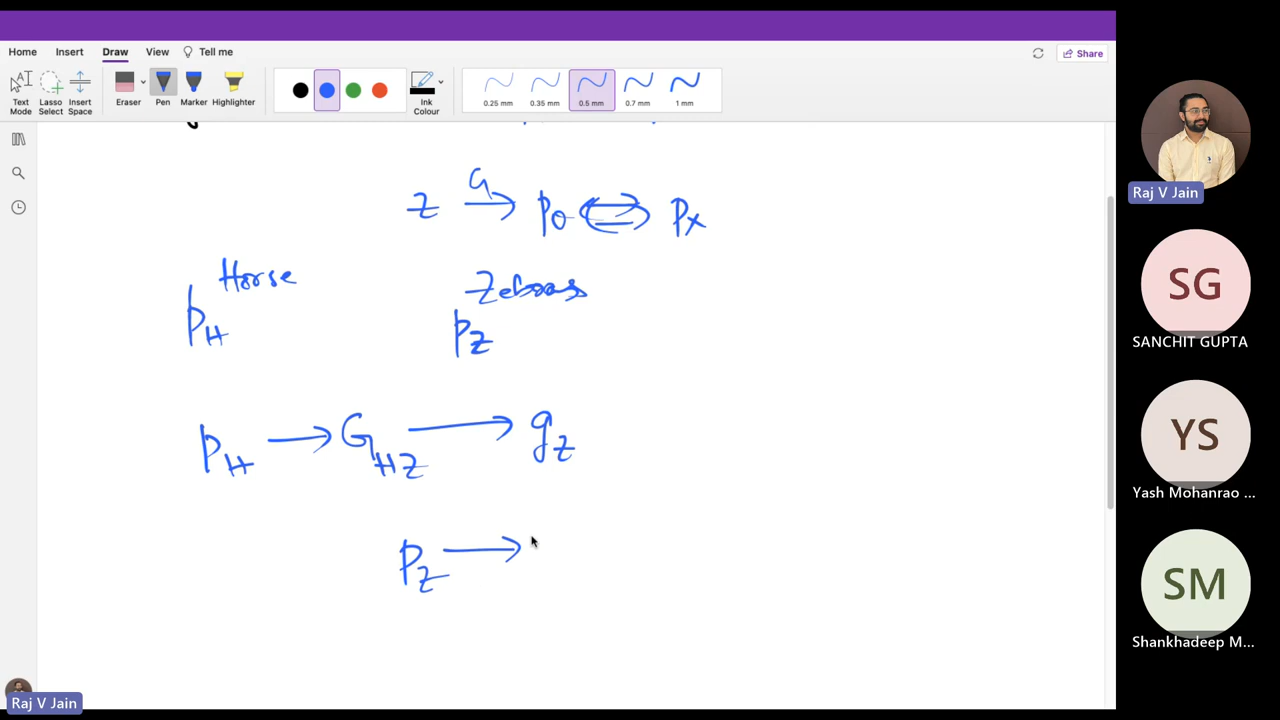 Home Insert Draw View Tell me
Share
Text Mode
Lasso Select
Insert Space
Eraser
Pen
Marker
Highlighter
Ink Colour
0.25 mm
0.35 mm
0.5 mm
0.7 mm
1 mm
z G → pθ ⇔ px
Horse Zebras
pH pZ
pH → GHZ → gZ
pZ →
Raj V Jain
SG
SANCHIT GUPTA
YS
Yash Mohanrao ...
SM
Shankhadeep M...
Raj V Jain